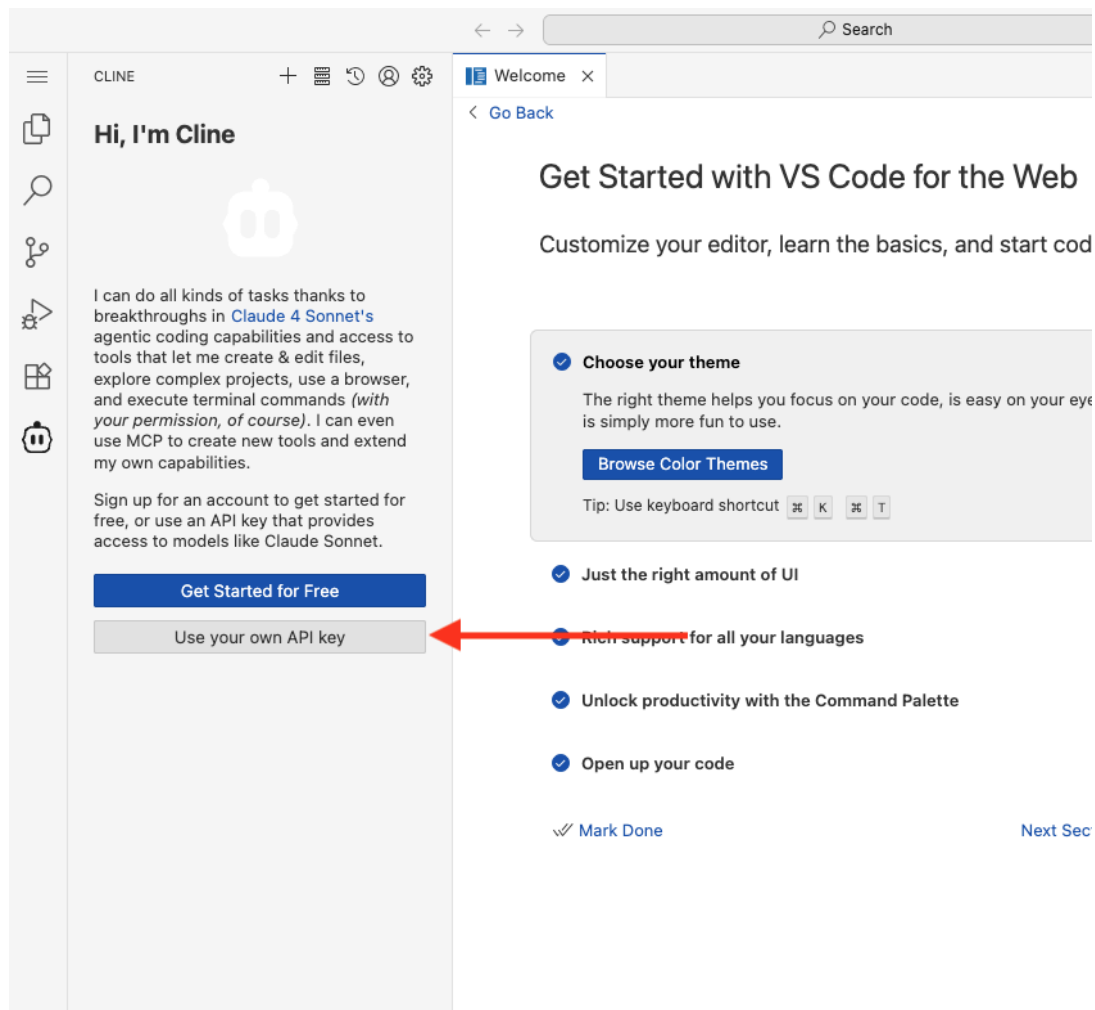 Search
CLINE
Welcome
Go Back
Hi, I'm Cline
Get Started with VS Code for the Web
Customize your editor, learn the basics, and start cod
I can do all kinds of tasks thanks to
breakthroughs in Claude 4 Sonnet's
agentic coding capabilities and access to
tools that let me create & edit files,
explore complex projects, use a browser,
and execute terminal commands (with
your permission, of course). I can even
use MCP to create new tools and extend
my own capabilities.
Sign up for an account to get started for
free, or use an API key that provides
access to models like Claude Sonnet.
Get Started for Free
Use your own API key
Choose your theme
The right theme helps you focus on your code, is easy on your eye
is simply more fun to use.
Browse Color Themes
Tip: Use keyboard shortcut ⌘ K ⌘ T
Just the right amount of UI
Rich support for all your languages
Unlock productivity with the Command Palette
Open up your code
Mark Done
Next Sec